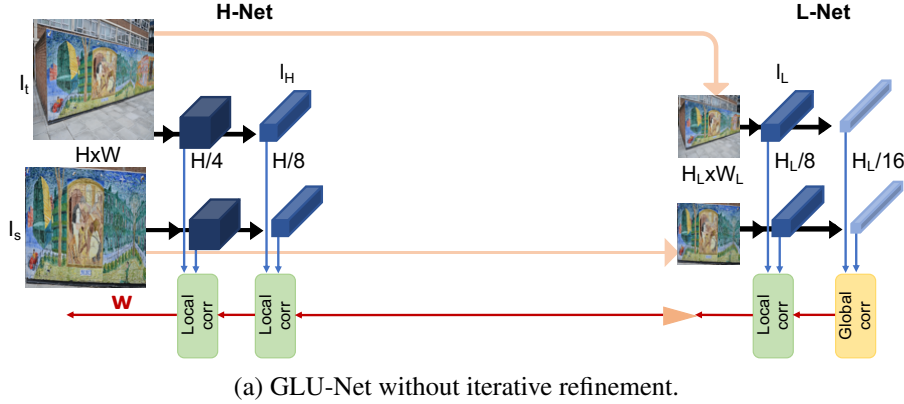 H-Net
L-Net
I_t
I_H
I_L
HxW
H/4
H/8
H_LxW_L
H_L/8
H_L/16
I_s
w
Local corr
Local corr
Local corr
Global corr
(a) GLU-Net without iterative refinement.